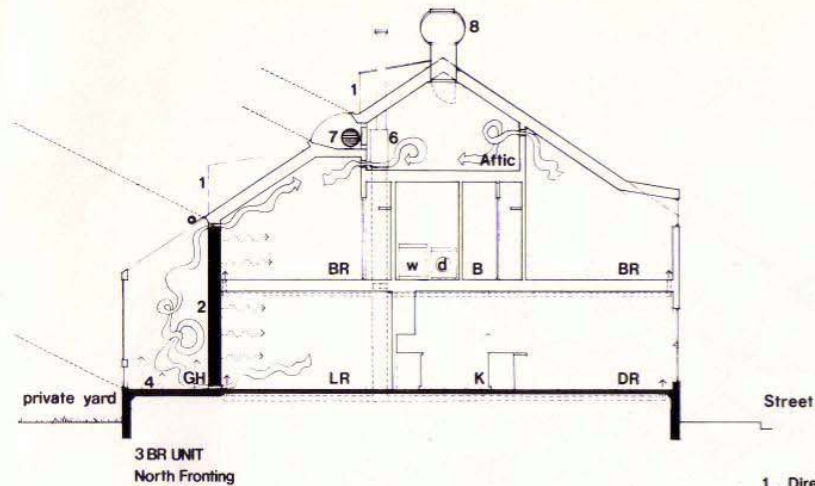 8
1
7
6
Attic
1
BR
w
d
B
BR
2
4
GH
LR
K
DR
private yard
Street
3 BR UNIT
North Fronting
1 Dire